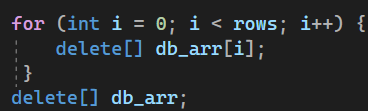 for (int i = 0; i < rows; i++) {
    delete[] db_arr[i];
}
delete[] db_arr;